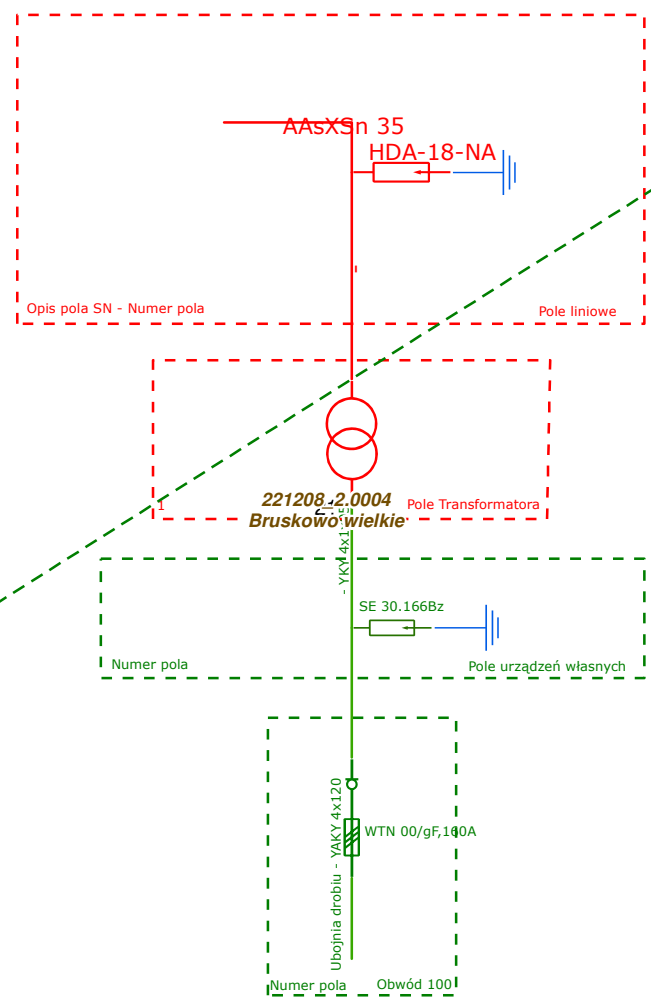 AAsXSn 35
HDA-18-NA
Opis pola SN - Numer pola
Pole liniowe
1
Pole Transformatora
221208_2.0004
Bruskowo wielkie
SE 30.166Bz
Numer pola
Pole urządzeń własnych
Ubojnia drobiu - YAKY 4x120
WTN 00/gF,160A
Numer pola
Obwód 100